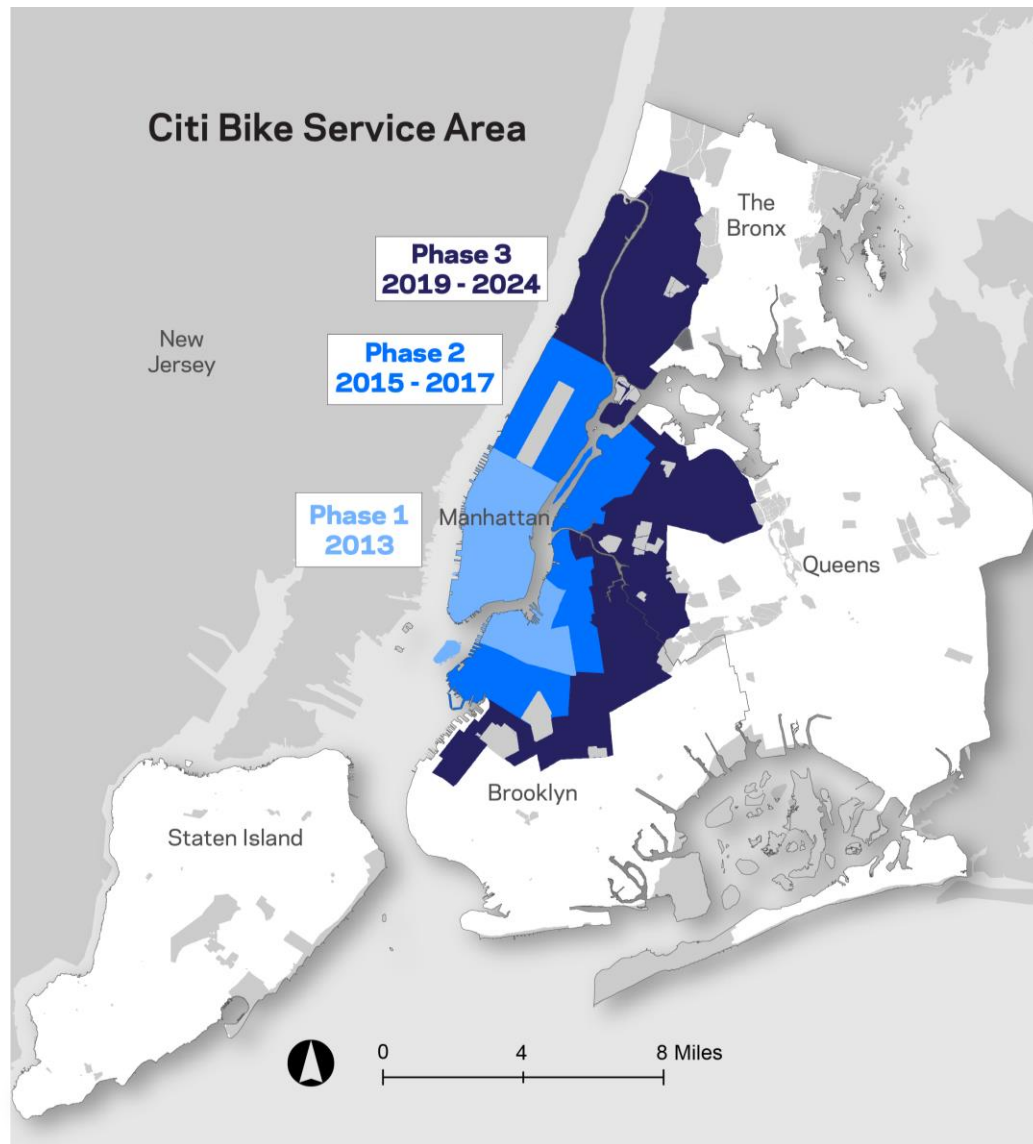 Citi Bike Service Area
The
Bronx
Phase 3
2019 - 2024
New
Jersey
Phase 2
2015 - 2017
Phase 1
2013
Manhattan
Queens
Brooklyn
Staten Island
0 4 8 Miles